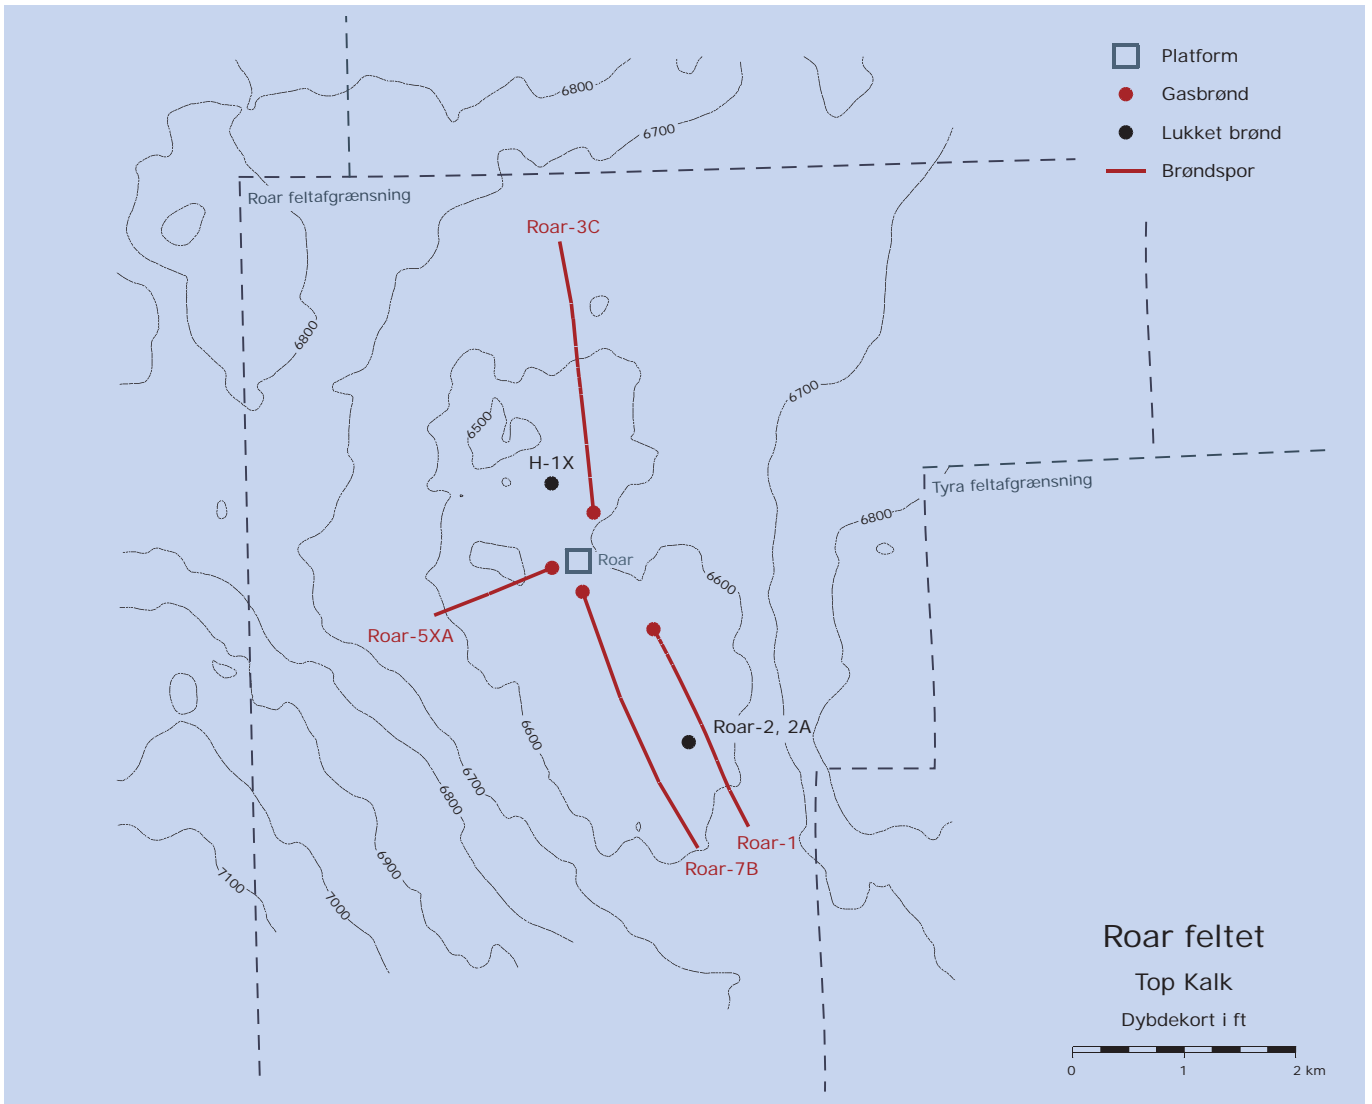 Platform
Gasbrønd
Lukket brønd
Brøndspor
6800
6700
Roar feltafgrænsning
Roar-3C
6800
6700
6500
H-1X
Tyra feltafgrænsning
6800
Roar
6600
Roar-5XA
Roar-2, 2A
6600
6700
6800
Roar-1
Roar-7B
6900
7100
7000
Roar feltet
Top Kalk
Dybdekort i ft
0 1 2 km